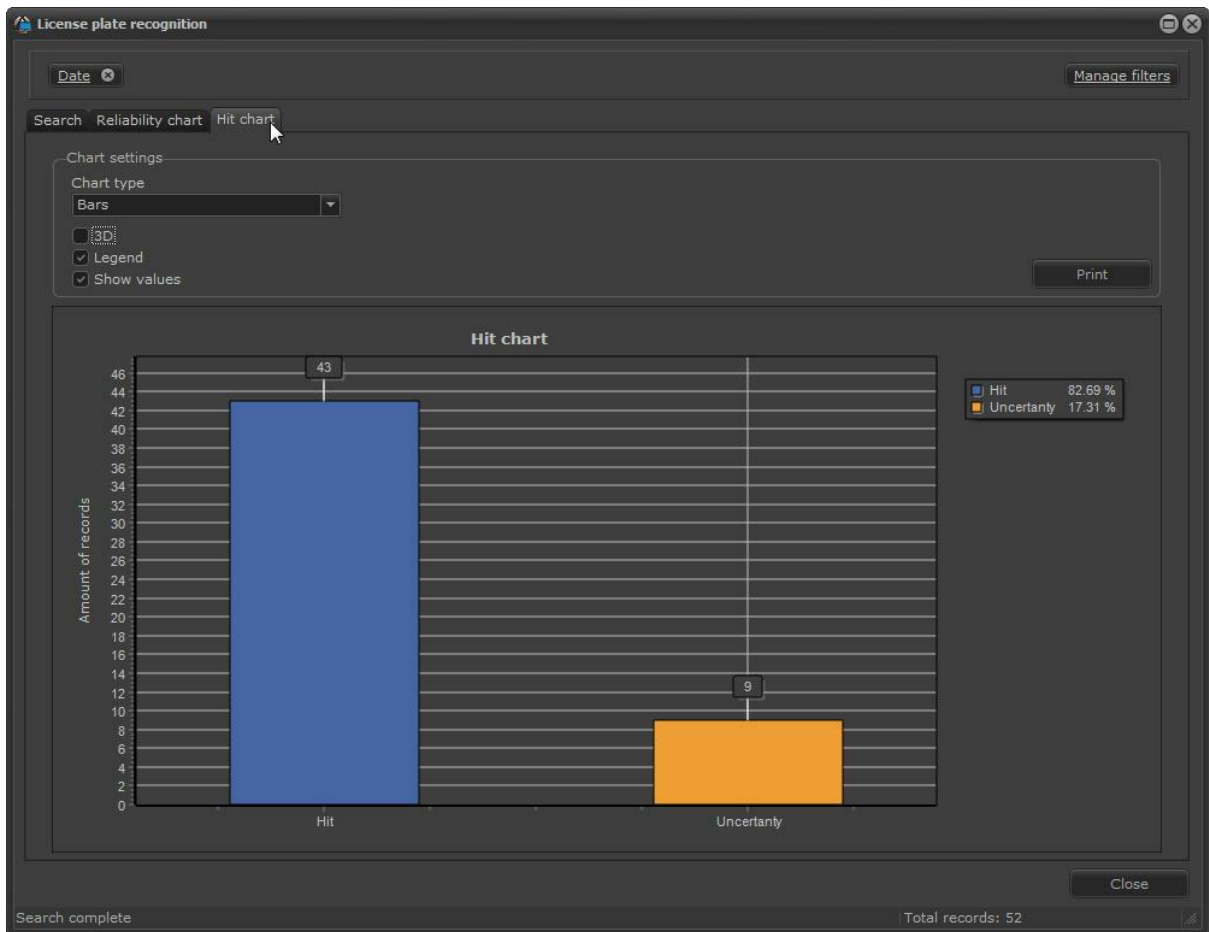 License plate recognition
Date
Manage filters
Search Reliability chart Hit chart
Chart settings
Chart type
Bars
3D
Legend
Show values
Print
Hit chart
43
46
44
42
40
38
36
34
32
30
28
26
24
22
20
18
16
14
12
10
8
6
4
2
0
Amount of records
9
Hit
Uncertanty
Hit 82.69 %
Uncertanty 17.31 %
Close
Search complete
Total records: 52